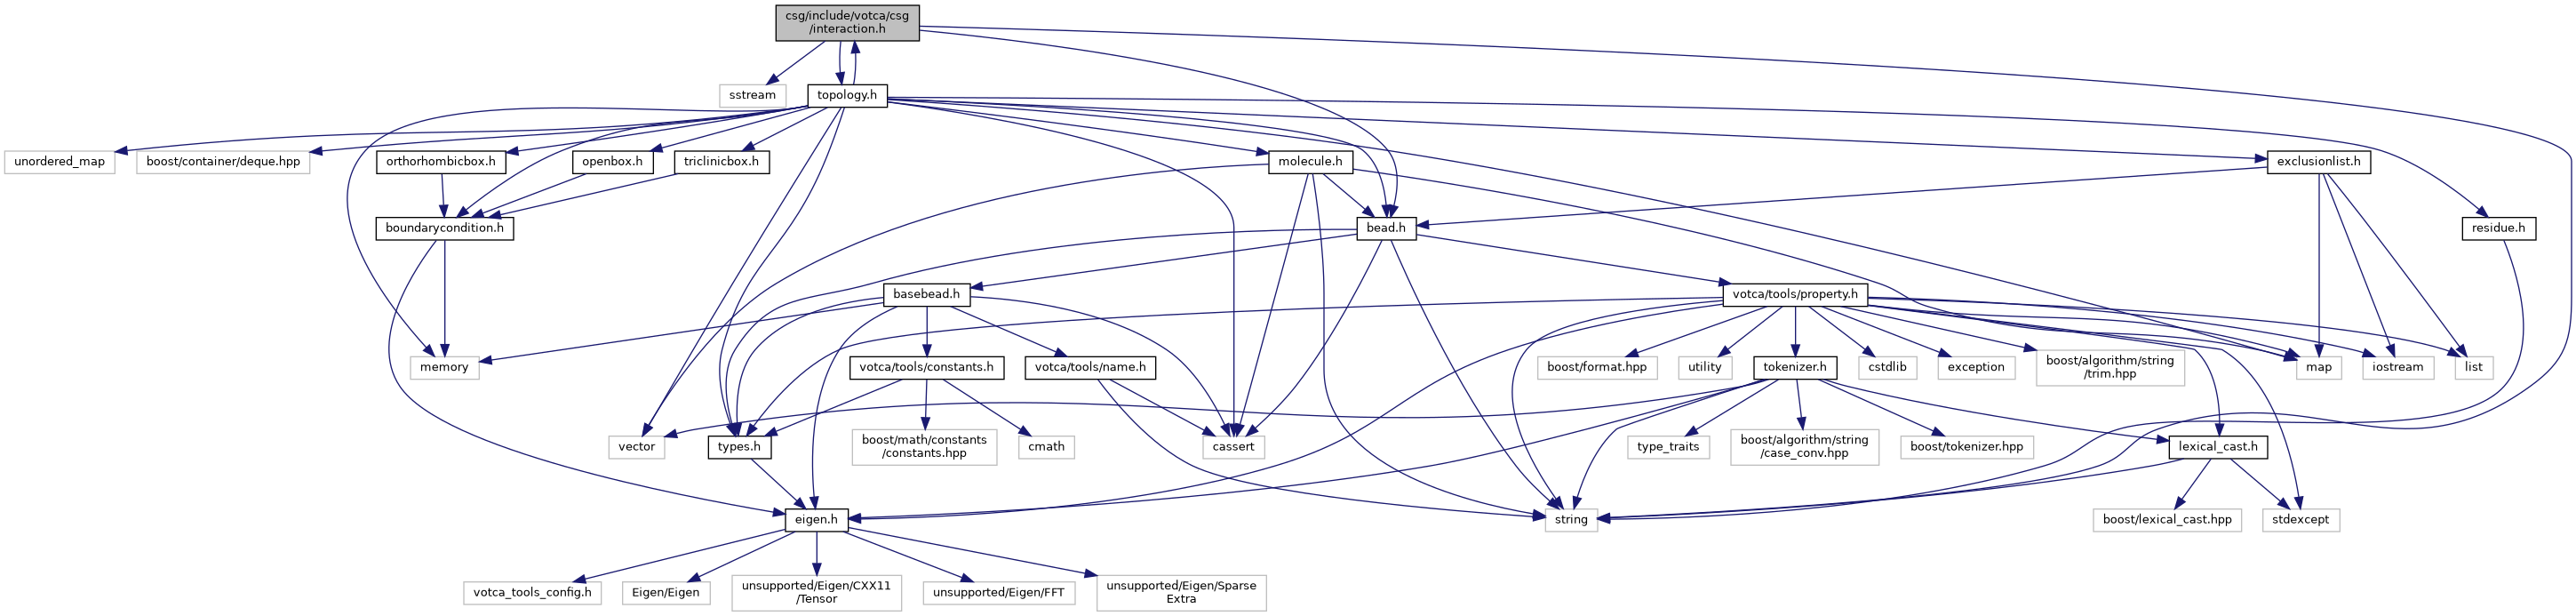 csg/include/votca/csg
/interaction.h
sstream
topology.h
unordered_map
boost/container/deque.hpp
orthorhombicbox.h
openbox.h
triclinicbox.h
molecule.h
exclusionlist.h
boundarycondition.h
bead.h
residue.h
basebead.h
votca/tools/property.h
memory
votca/tools/constants.h
votca/tools/name.h
boost/format.hpp
utility
tokenizer.h
cstdlib
exception
boost/algorithm/string
/trim.hpp
map
iostream
list
vector
types.h
boost/math/constants
/constants.hpp
cmath
cassert
type_traits
boost/algorithm/string
/case_conv.hpp
boost/tokenizer.hpp
lexical_cast.h
eigen.h
string
boost/lexical_cast.hpp
stdexcept
votca_tools_config.h
Eigen/Eigen
unsupported/Eigen/CXX11
/Tensor
unsupported/Eigen/FFT
unsupported/Eigen/Sparse
Extra